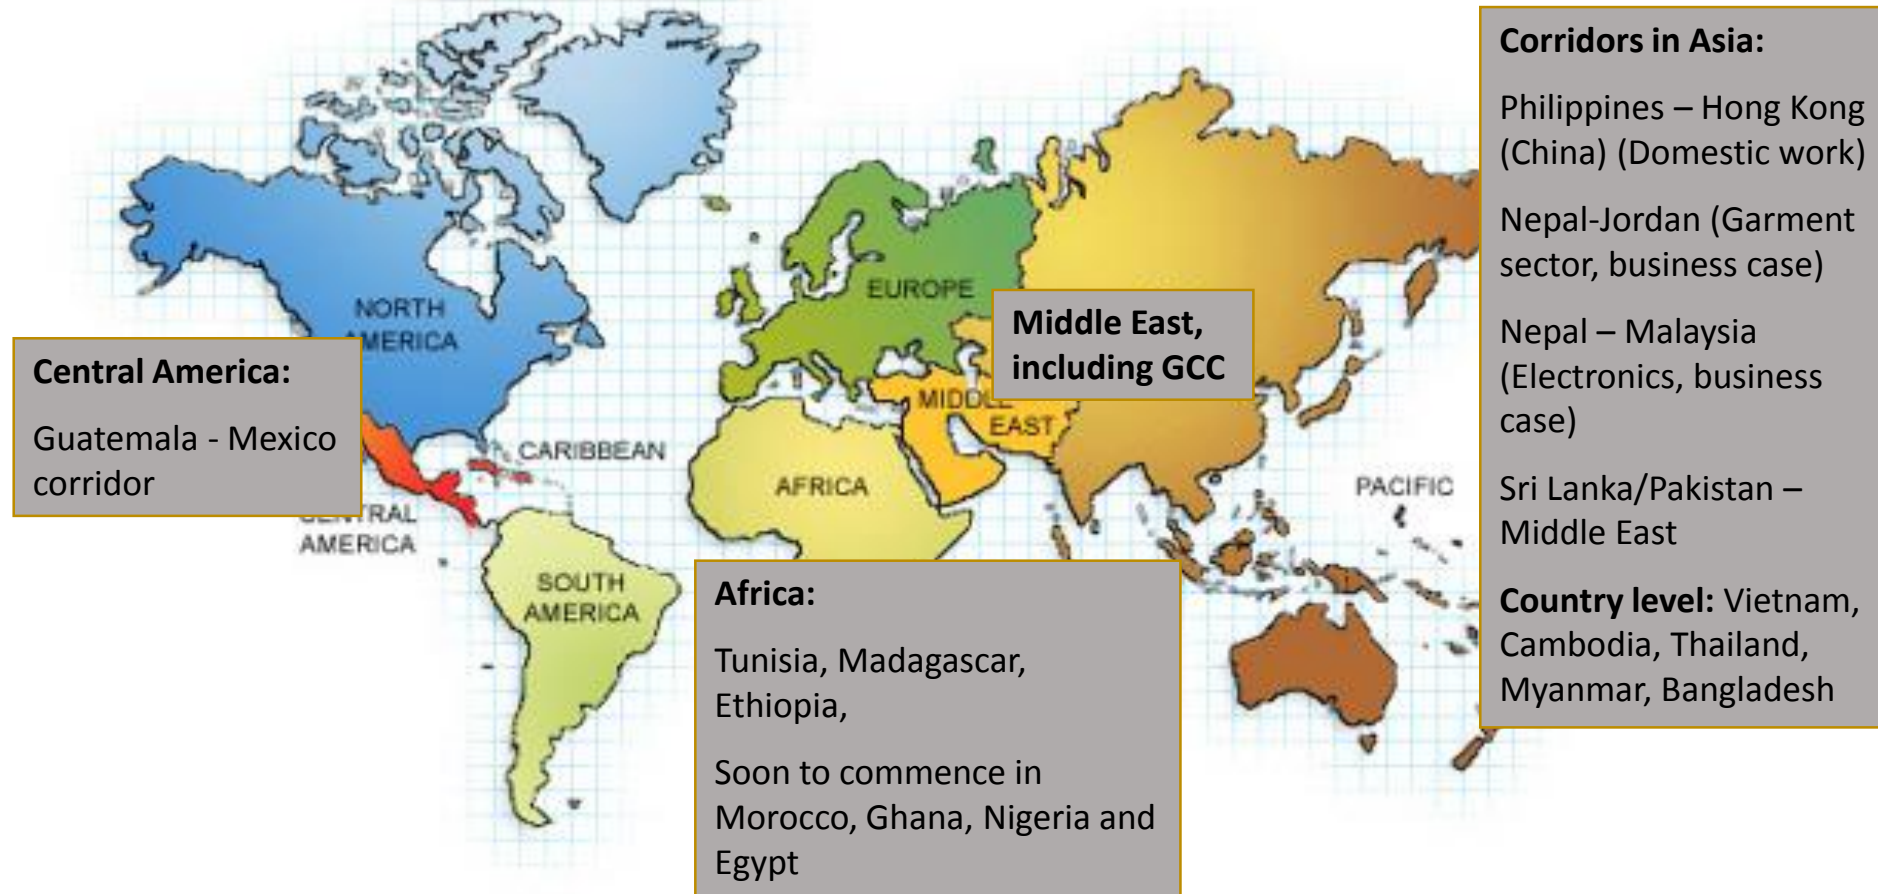 Corridors in Asia:
Philippines – Hong Kong
(China) (Domestic work)
Nepal-Jordan (Garment
sector, business case)
Nepal – Malaysia
(Electronics, business
case)
Sri Lanka/Pakistan –
Middle East
Country level: Vietnam,
Cambodia, Thailand,
Myanmar, Bangladesh
EUROPE
NORTH
AMERICA
Middle East,
including GCC
Central America:
Guatemala - Mexico
corridor
MIDDLE
EAST
CARIBBEAN
AFRICA
PACIFIC
CENTRAL
AMERICA
SOUTH
AMERICA
Africa:
Tunisia, Madagascar,
Ethiopia,
Soon to commence in
Morocco, Ghana, Nigeria and
Egypt